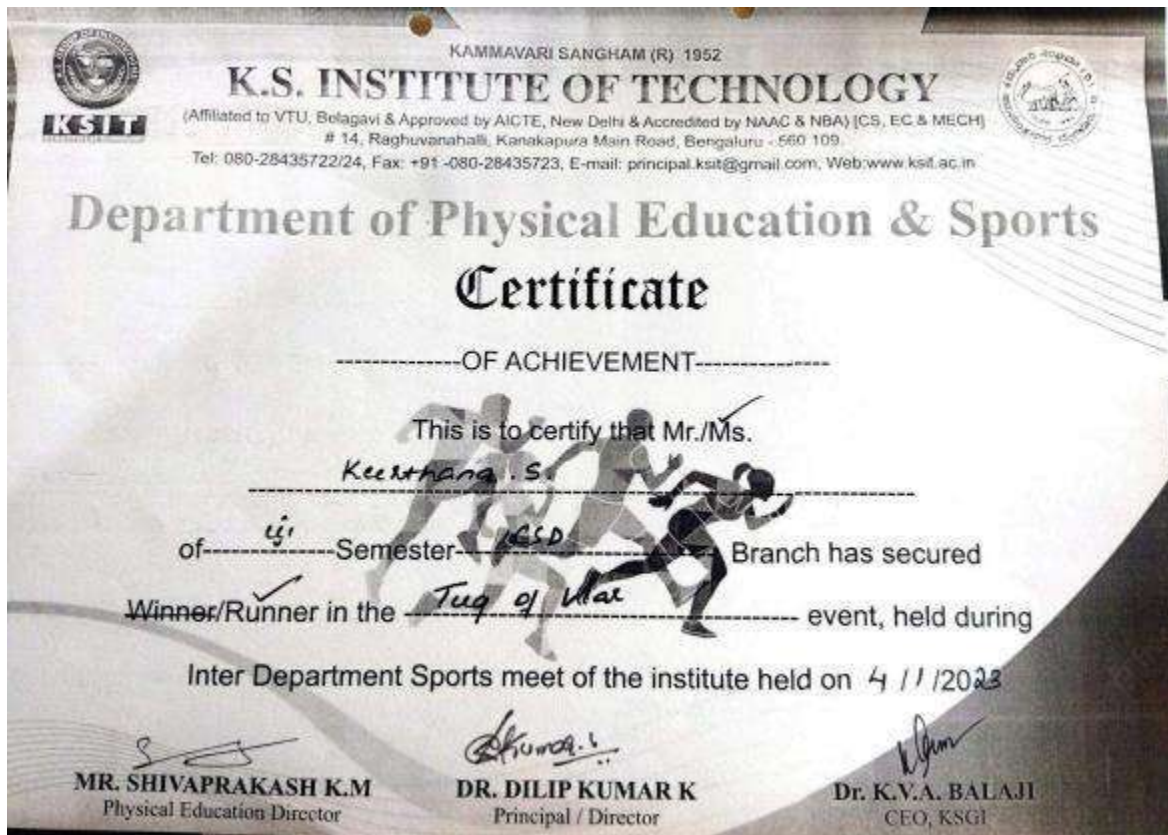 KSIT
KAMMAVARI SANGHAM (R) 1952
K.S. INSTITUTE OF TECHNOLOGY
(Affiliated to VTU, Belagavi & Approved by AICTE, New Delhi & Accredited by NAAC & NBA) [CS, EC & MECH]
# 14, Raghuvanahalli, Kanakapura Main Road, Bengaluru - 560 109.
Tel: 080-28435722/24, Fax: +91 -080-28435723, E-mail: principal.ksit@gmail.com, Web:www.ksit.ac.in
Department of Physical Education & Sports
Certificate
--------------OF ACHIEVEMENT--------------
This is to certify that Mr./Ms.
Keerthana .S.
of Semester CSD Branch has secured
Winner/Runner in the Tug of War event, held during
Inter Department Sports meet of the institute held on 4 /1 /2023
MR. SHIVAPRAKASH K.M DR. DILIP KUMAR K Dr. K.V.A. BALAJI
Physical Education Director Principal / Director CEO, KSGI